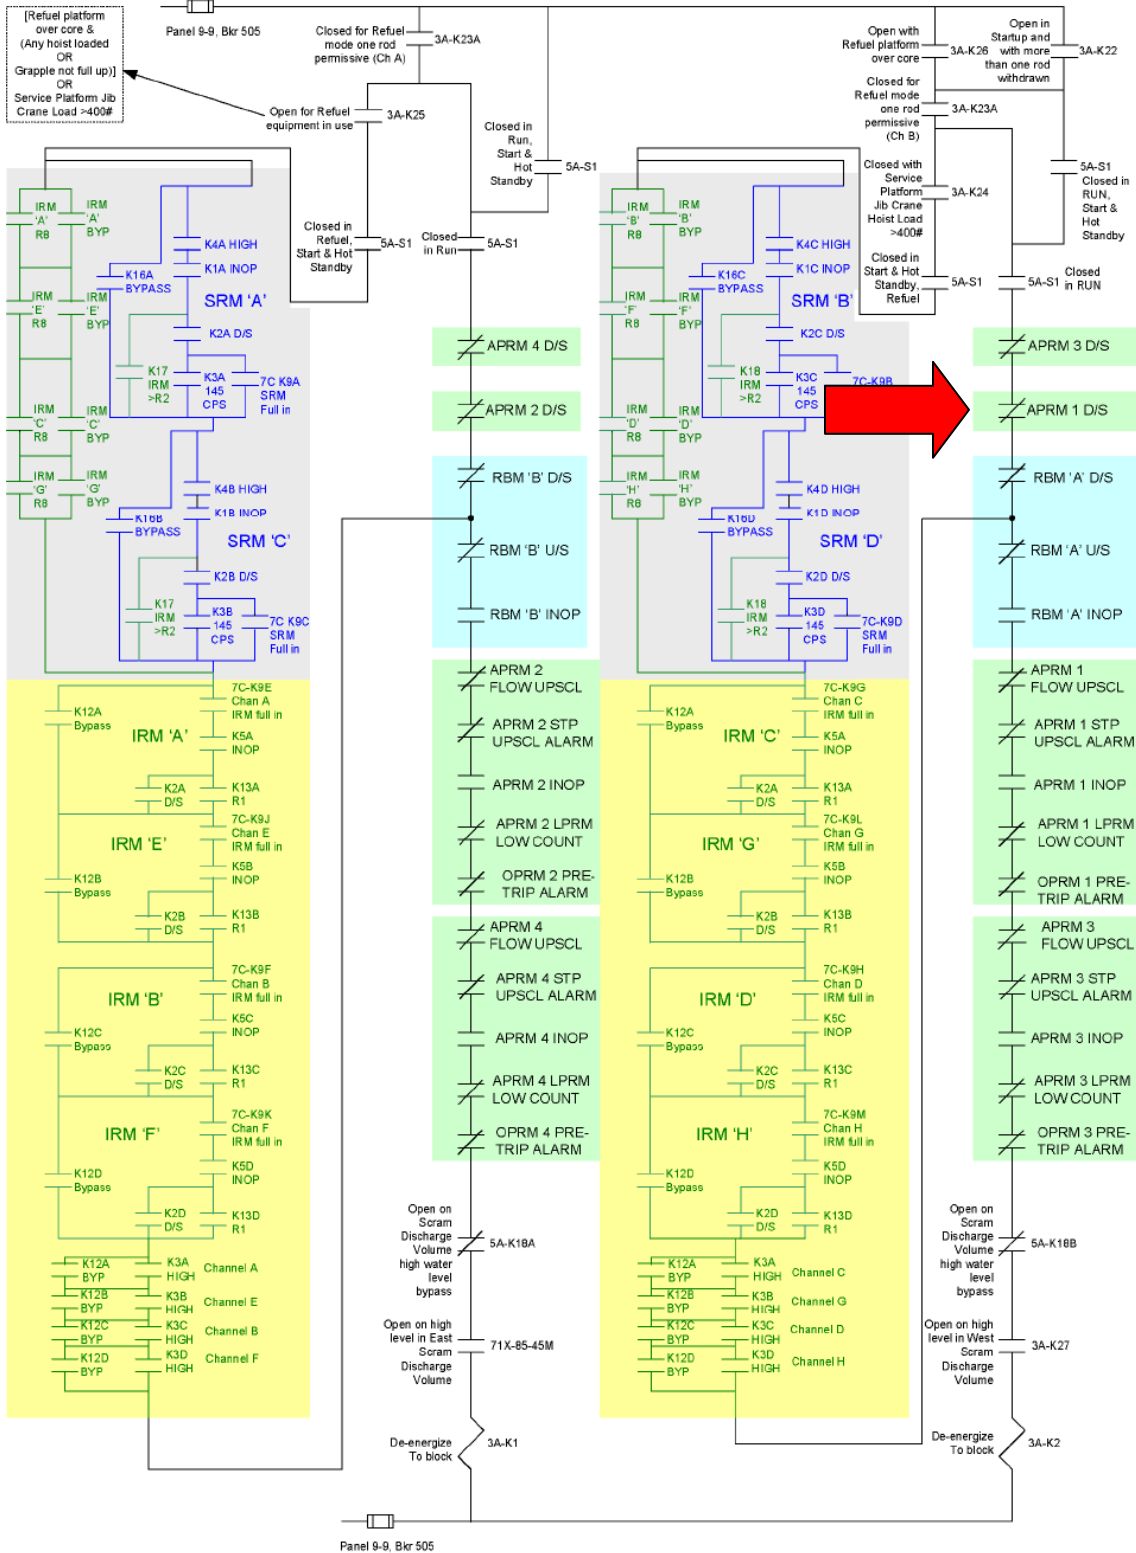 [Refuel platform
over core &
(Any hoist loaded
OR
Grapple not full up)]
OR
Service Platform Jib
Crane Load >400#
Panel 9-9, Bkr 505
Closed for Refuel
mode one rod
permissive (Ch A)
3A-K23A
Open for Refuel
equipment in use
3A-K25
Closed in
Run,
Start &
Hot
Standby
5A-S1
Closed in
Refuel,
Start & Hot
Standby
5A-S1
Closed
in Run
5A-S1
Open with
Refuel platform
over core
3A-K26
Open in
Startup and
with more
than one rod
withdrawn
3A-K22
Closed for
Refuel mode
one rod
permissive
(Ch B)
3A-K23A
Closed with
Service
Platform
Jib Crane
Hoist Load
>400#
3A-K24
5A-S1
Closed in
RUN,
Start &
Hot
Standby
Closed in
Start & Hot
Standby,
Refuel
5A-S1
5A-S1
Closed
in RUN
IRM
'A'
R8
IRM
'A'
BYP
IRM
'E'
R8
IRM
'E'
BYP
IRM
'C'
R8
IRM
'C'
BYP
IRM
'G'
R8
IRM
'G'
BYP
K4A HIGH
K1A INOP
K16A
BYPASS
SRM 'A'
K2A D/S
K17
IRM
>R2
K3A
145
CPS
7C K9A
SRM
Full in
K4B HIGH
K1B INOP
K16B
BYPASS
SRM 'C'
K2B D/S
K17
IRM
>R2
K3B
145
CPS
7C K9C
SRM
Full in
7C-K9E
Chan A
IRM full in
K12A
Bypass
IRM 'A'
K5A
INOP
K2A
D/S
K13A
R1
7C-K9J
Chan E
IRM full in
IRM 'E'
K5B
INOP
K12B
Bypass
K2B
D/S
K13B
R1
7C-K9F
Chan B
IRM full in
IRM 'B'
K5C
INOP
K12C
Bypass
K2C
D/S
K13C
R1
7C-K9K
Chan F
IRM full in
IRM 'F'
K5D
INOP
K12D
Bypass
K2D
D/S
K13D
R1
K12A
BYP
K3A
HIGH
Channel A
K12B
BYP
K3B
HIGH
Channel E
K12C
BYP
K3C
HIGH
Channel B
K12D
BYP
K3D
HIGH
Channel F
APRM 4 D/S
APRM 2 D/S
RBM 'B' D/S
RBM 'B' U/S
RBM 'B' INOP
APRM 2
FLOW UPSCL
APRM 2 STP
UPSCL ALARM
APRM 2 INOP
APRM 2 LPRM
LOW COUNT
OPRM 2 PRE-
TRIP ALARM
APRM 4
FLOW UPSCL
APRM 4 STP
UPSCL ALARM
APRM 4 INOP
APRM 4 LPRM
LOW COUNT
OPRM 4 PRE-
TRIP ALARM
Open on
Scram
Discharge
Volume
high water
level
bypass
5A-K18A
Open on high
level in East
Scram
Discharge
Volume
71X-85-45M
De-energize
To block
3A-K1
IRM
'B'
R8
IRM
'B'
BYP
IRM
'F'
R8
IRM
'F'
BYP
IRM
'D'
R8
IRM
'D'
BYP
IRM
'H'
R8
IRM
'H'
BYP
K4C HIGH
K1C INOP
K16C
BYPASS
SRM 'B'
K2C D/S
K18
IRM
>R2
K3C
145
CPS
7C-K9B
K4D HIGH
K1D INOP
K16D
BYPASS
SRM 'D'
K2D D/S
K18
IRM
>R2
K3D
145
CPS
7C-K9D
SRM
Full in
7C-K9G
Chan C
IRM full in
K12A
Bypass
IRM 'C'
K5A
INOP
K2A
D/S
K13A
R1
7C-K9L
Chan G
IRM full in
IRM 'G'
K5B
INOP
K12B
Bypass
K2B
D/S
K13B
R1
7C-K9H
Chan D
IRM full in
IRM 'D'
K5C
INOP
K12C
Bypass
K2C
D/S
K13C
R1
7C-K9M
Chan H
IRM full in
IRM 'H'
K5D
INOP
K12D
Bypass
K2D
D/S
K13D
R1
K12A
BYP
K3A
HIGH
Channel C
K12B
BYP
K3B
HIGH
Channel G
K12C
BYP
K3C
HIGH
Channel D
K12D
BYP
K3D
HIGH
Channel H
APRM 3 D/S
APRM 1 D/S
RBM 'A' D/S
RBM 'A' U/S
RBM 'A' INOP
APRM 1
FLOW UPSCL
APRM 1 STP
UPSCL ALARM
APRM 1 INOP
APRM 1 LPRM
LOW COUNT
OPRM 1 PRE-
TRIP ALARM
APRM 3
FLOW UPSCL
APRM 3 STP
UPSCL ALARM
APRM 3 INOP
APRM 3 LPRM
LOW COUNT
OPRM 3 PRE-
TRIP ALARM
Open on
Scram
Discharge
Volume
high water
level
bypass
5A-K18B
Open on high
level in West
Scram
Discharge
Volume
3A-K27
De-energize
To block
3A-K2
Panel 9-9, Bkr 505